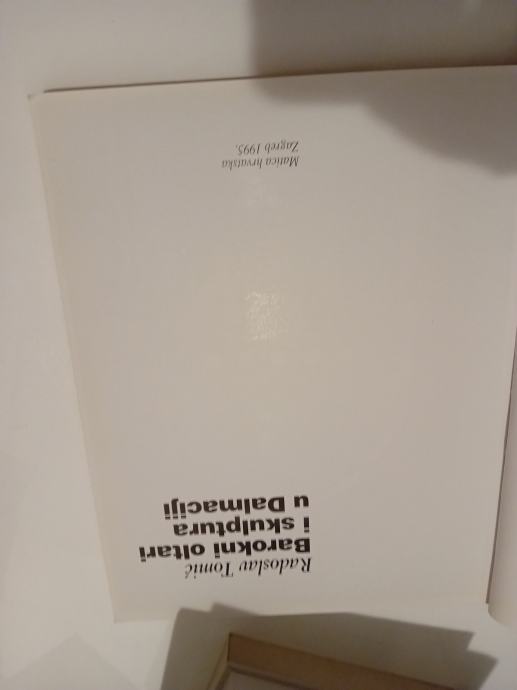 Radoslav Tomić
Barokni oltari
i skulptura
u Dalmaciji
Matica hrvatska
Zagreb 1995.